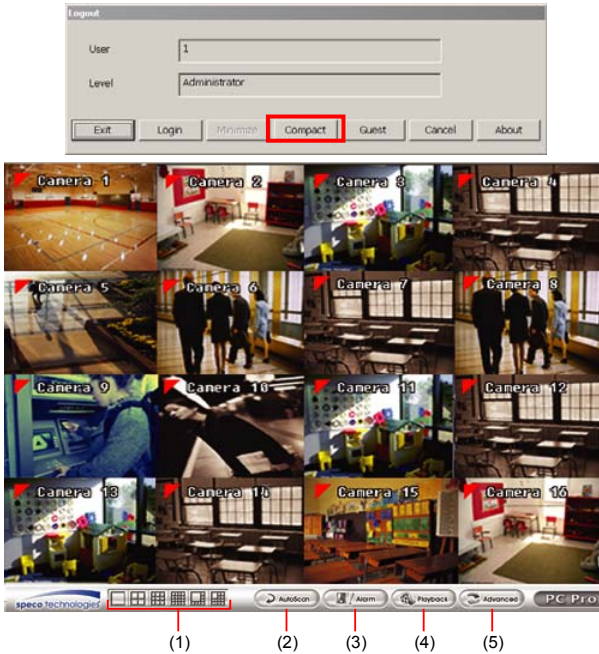 Logout
User 1
Level Administrator
Exit Login Minimize Compact Guest Cancel About
Camera 1 Camera 2 Camera 3 Camera 4
Camera 5 Camera 6 Camera 7 Camera 8
Camera 9 Camera 10 Camera 11 Camera 12
Camera 13 Camera 14 Camera 15 Camera 16
speco technologies AutoScan Alarm Playback Advanced PC Pro
(1) (2) (3) (4) (5)